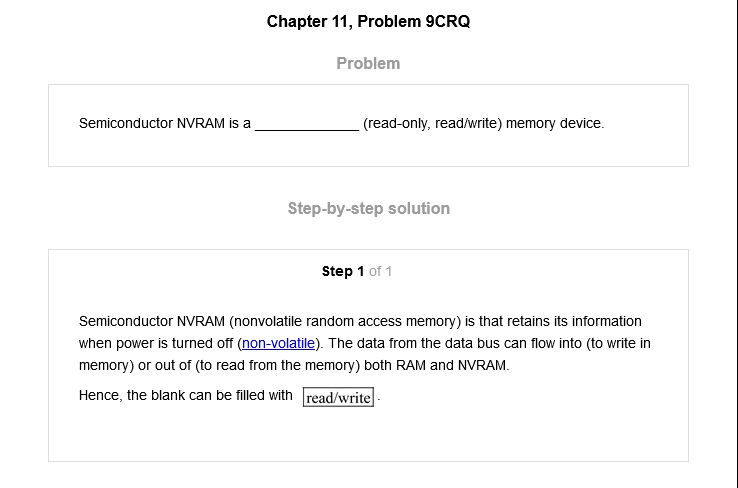 Chapter 11, Problem 9CRQ
Problem
Semiconductor NVRAM is a _____________ (read-only, read/write) memory device.
Step-by-step solution
Step 1 of 1
Semiconductor NVRAM (nonvolatile random access memory) is that retains its information
when power is turned off (non-volatile). The data from the data bus can flow into (to write in
memory) or out of (to read from the memory) both RAM and NVRAM.
Hence, the blank can be filled with read/write.